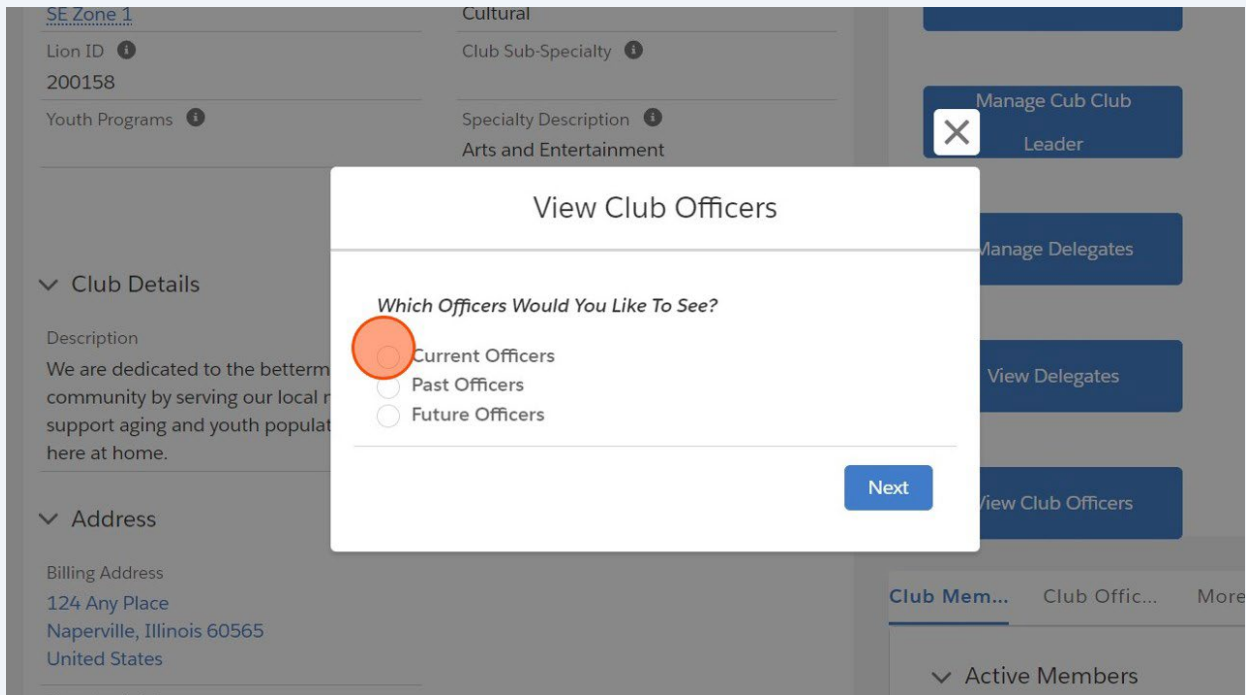 SE Zone 1
Cultural
Lion ID
Club Sub-Specialty
200158
Youth Programs
Specialty Description
Arts and Entertainment
Manage Cub Club
Leader
View Club Officers
Manage Delegates
Club Details
Which Officers Would You Like To See?
Description
We are dedicated to the betterm
community by serving our local
support aging and youth populat
here at home.
Current Officers
Past Officers
Future Officers
View Delegates
Next
View Club Officers
Address
Billing Address
124 Any Place
Naperville, Illinois 60565
United States
Club Mem...
Club Offic...
More
Active Members